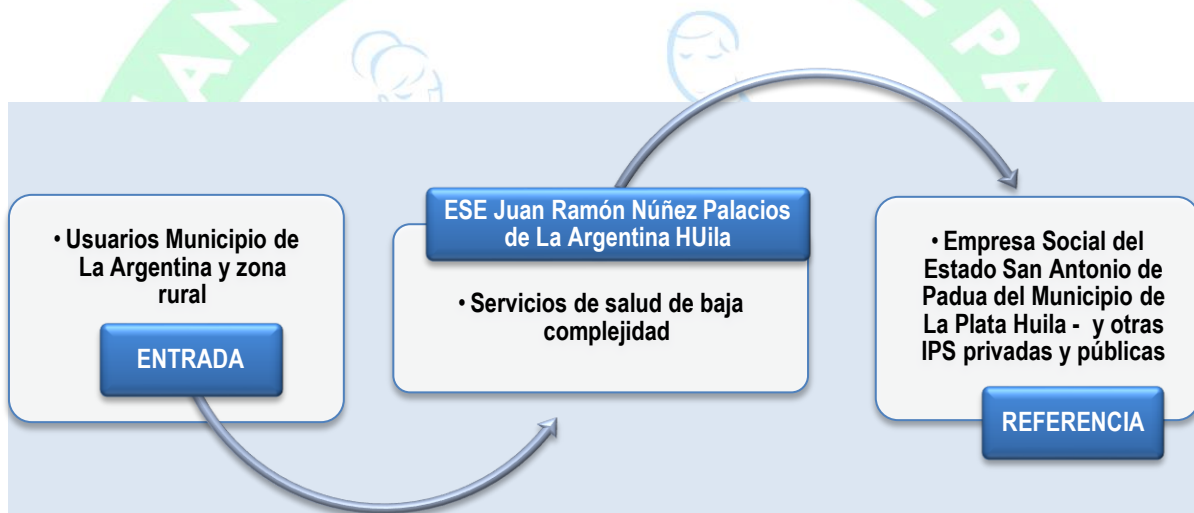 • Usuarios Municipio de
La Argentina y zona
rural
ENTRADA
ESE Juan Ramón Núñez Palacios
de La Argentina HUila
• Servicios de salud de baja
complejidad
• Empresa Social del
Estado San Antonio de
Padua del Municipio de
La Plata Huila - y otras
IPS privadas y públicas
REFERENCIA